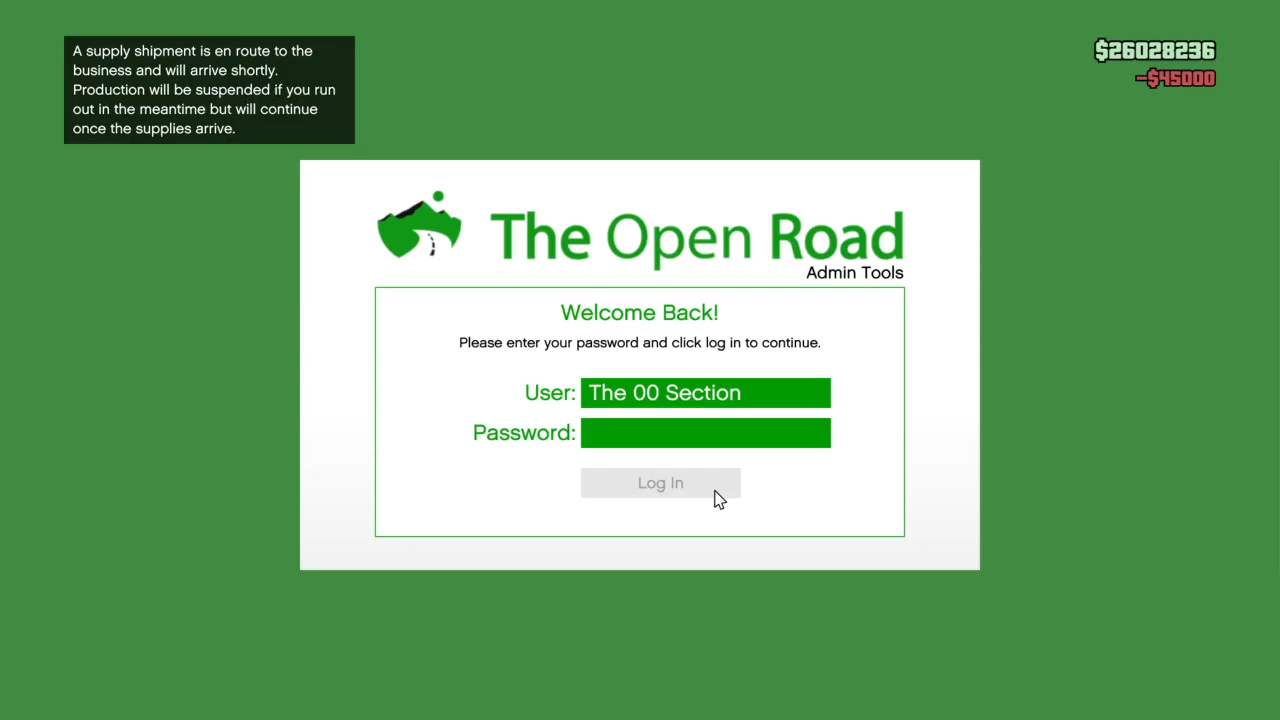 A supply shipment is en route to the
business and will arrive shortly.
Production will be suspended if you run
out in the meantime but will continue
once the supplies arrive.
$26028236
-$45000
The Open Road
Admin Tools
Welcome Back!
Please enter your password and click log in to continue.
User: The 00 Section
Password:
Log In